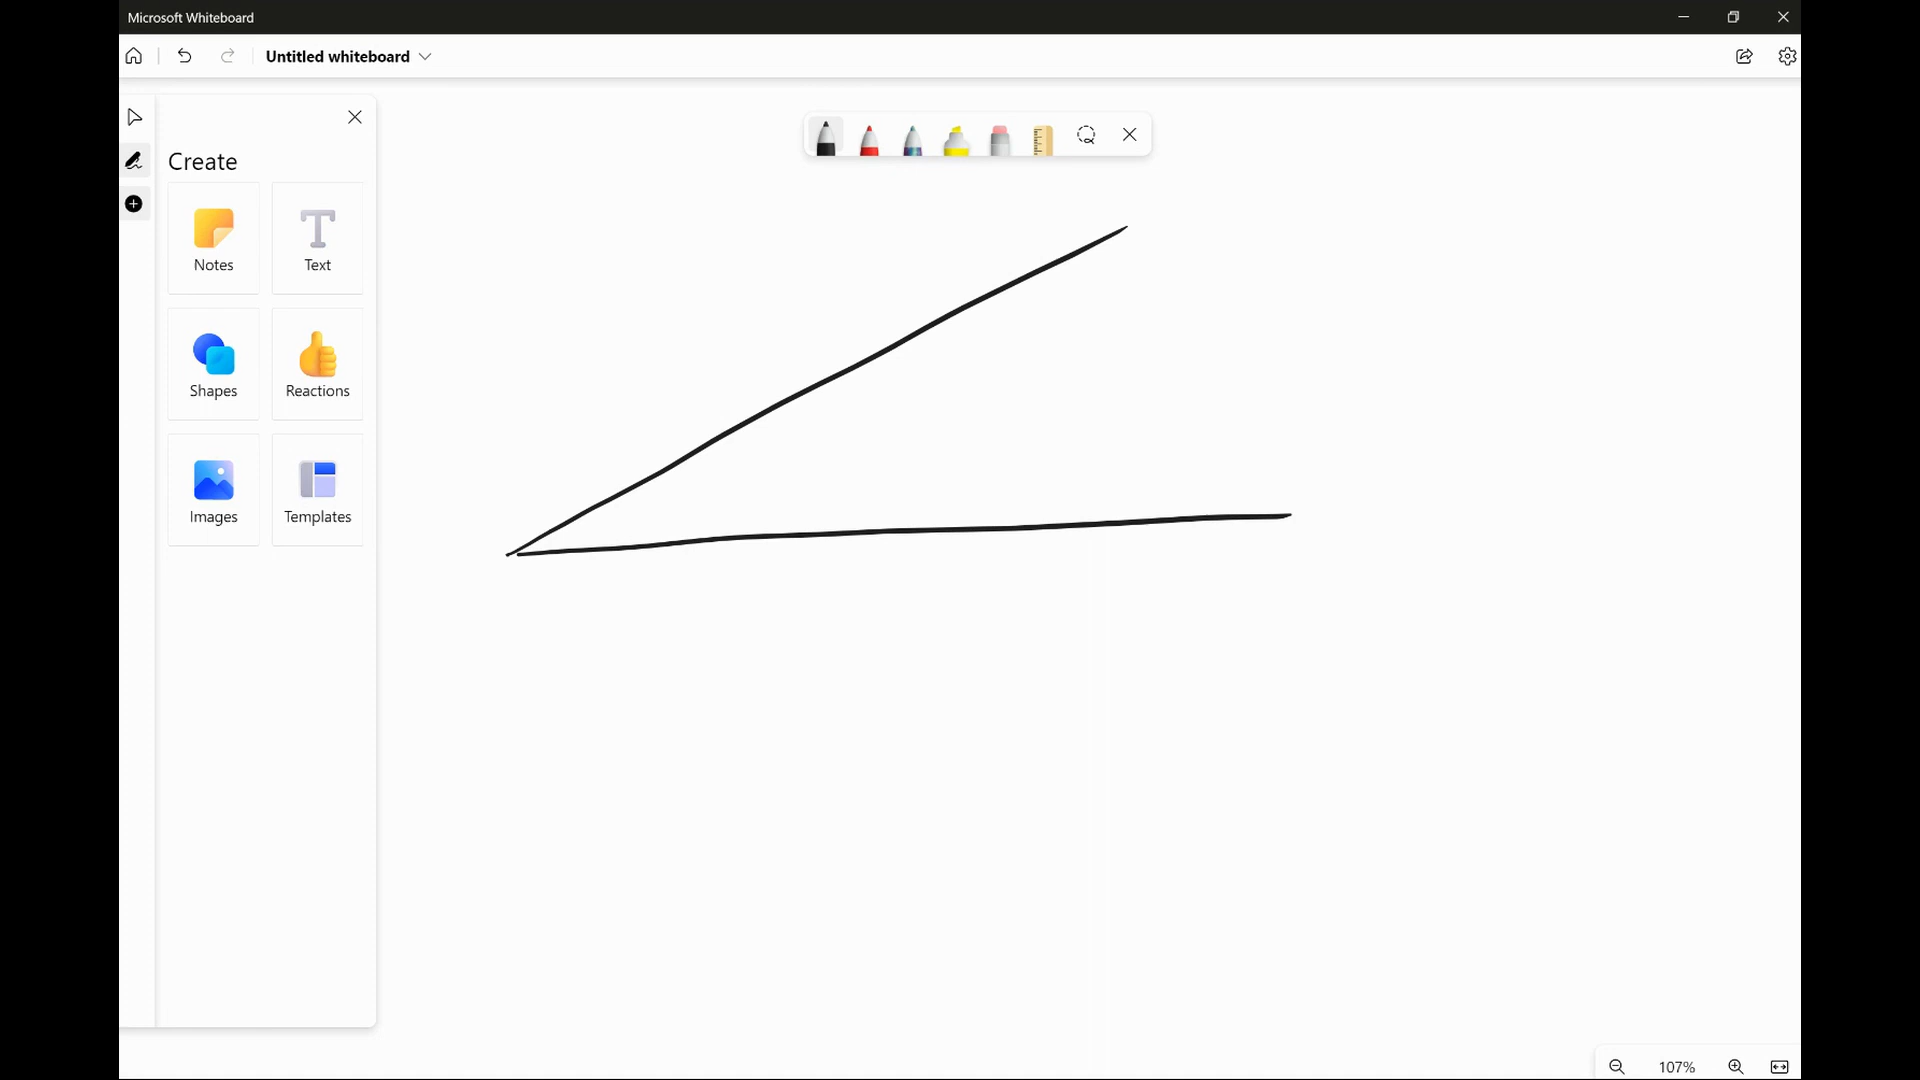 Microsoft Whiteboard
Untitled whiteboard
Create
Notes
Text
Shapes
Reactions
Images
Templates
107%